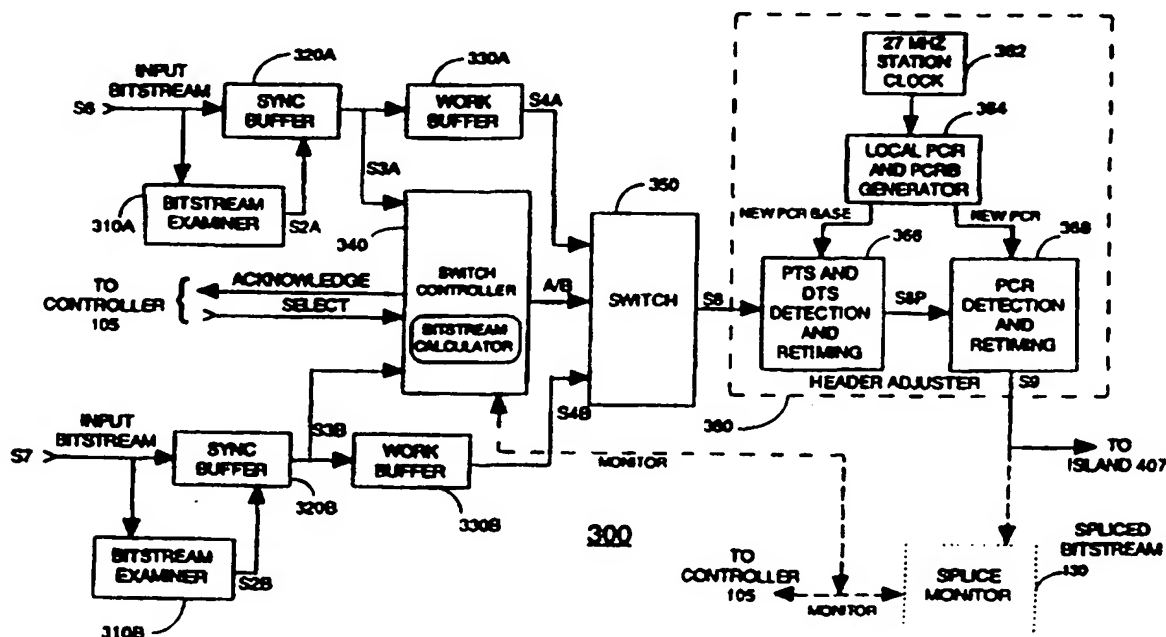 320A
330A
INPUT
BITSTREAM
S6
SYNC
BUFFER
WORK
BUFFER
S4A
S3A
BITSTREAM
EXAMINER
310A
S2A
340
350
TO
CONTROLLER
105
ACKNOWLEDGE
SELECT
SWITCH
CONTROLLER
BITSTREAM
CALCULATOR
A/B
SWITCH
S8
27 MHZ
STATION
CLOCK
362
364
LOCAL PCR
AND PCRB
GENERATOR
NEW PCR BASE
NEW PCR
366
368
PTS AND
DTS
DETECTION
AND
RETIMING
S8P
PCR
DETECTION
AND
RETIMING
HEADER ADJUSTER
S9
360
INPUT
BITSTREAM
S7
SYNC
BUFFER
S3B
WORK
BUFFER
S4B
320B
330B
MONITOR
TO
ISLAND 407
BITSTREAM
EXAMINER
S2B
310B
300
TO
CONTROLLER
105
MONITOR
SPLICE
MONITOR
SPLICED
BITSTREAM
130